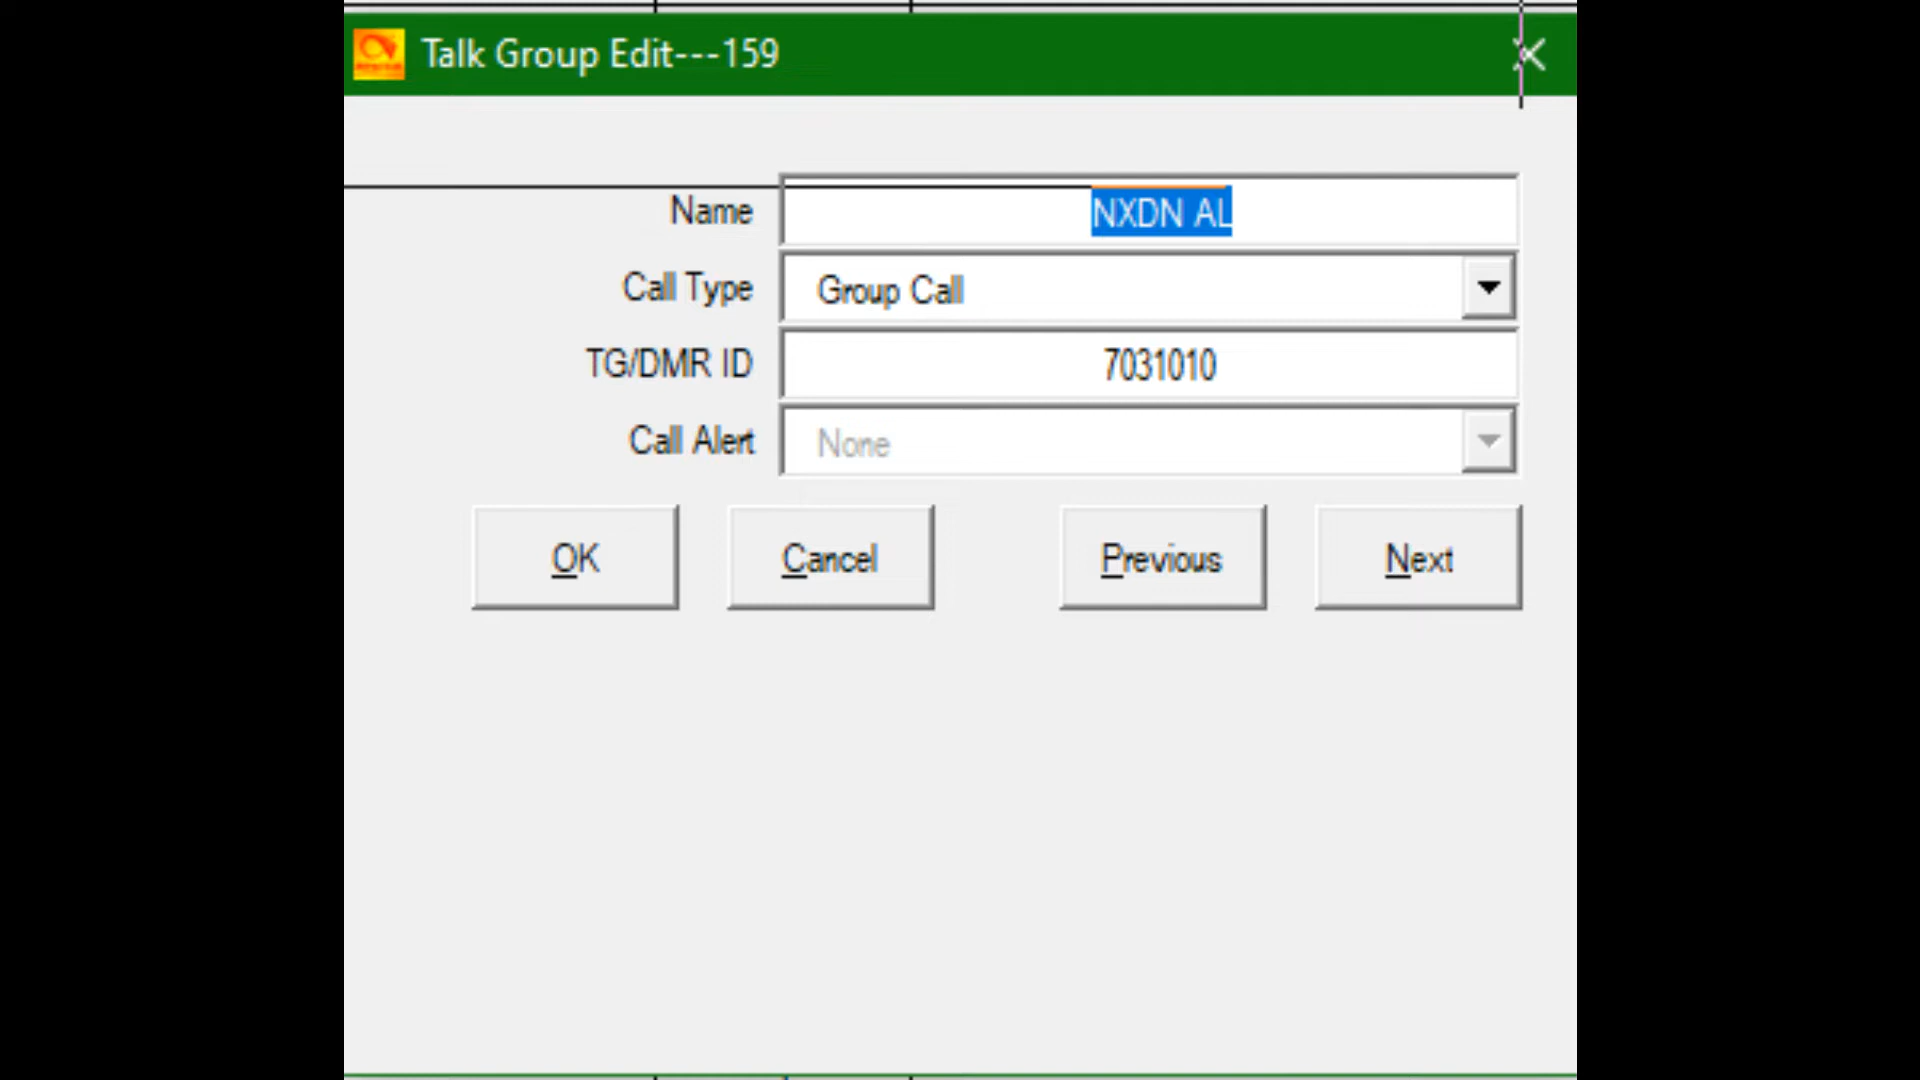 Talk Group Edit---159
Name NXDN AL
Call Type Group Call
TG/DMR ID 7031010
Call Alert None
OK Cancel Previous Next